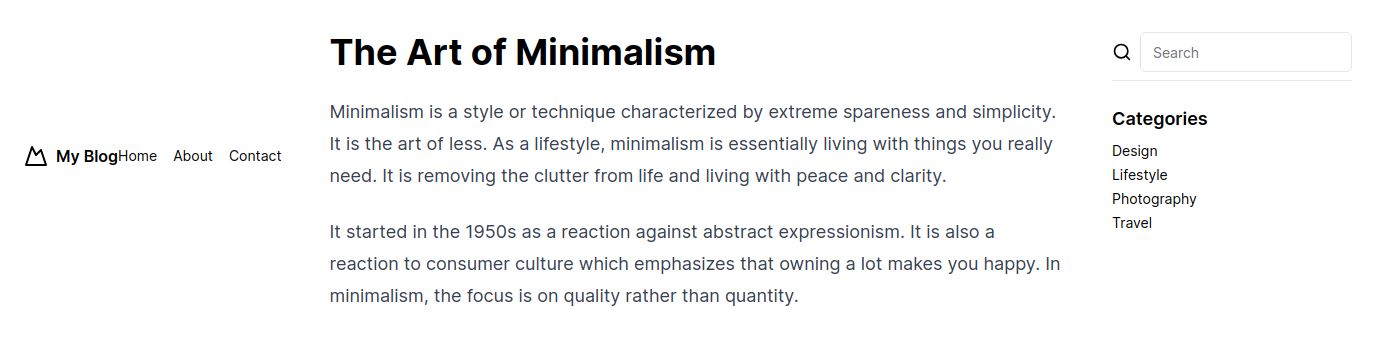 My Blog
Home
About
Contact
The Art of Minimalism
Minimalism is a style or technique characterized by extreme spareness and simplicity.
It is the art of less. As a lifestyle, minimalism is essentially living with things you really
need. It is removing the clutter from life and living with peace and clarity.
It started in the 1950s as a reaction against abstract expressionism. It is also a
reaction to consumer culture which emphasizes that owning a lot makes you happy. In
minimalism, the focus is on quality rather than quantity.
Search
Categories
Design
Lifestyle
Photography
Travel